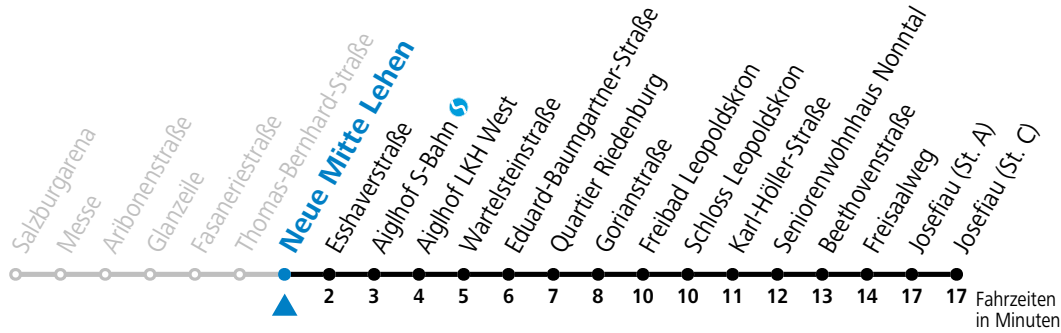 Salzburgarena
Messe
Aribonenstraße
Glanzeile
Fasaneriestraße
Thomas-Bernhard-Straße
Neue Mitte Lehen
Esshaverstraße
Aiglhof S-Bahn
Aiglhof LKH West
Wartelsteinstraße
Eduard-Baumgartner-Straße
Quartier Riedenburg
Gorianstraße
Freibad Leopoldskron
Schloss Leopoldskron
Karl-Höller-Straße
Seniorenwohnhaus Nonntal
Beethovenstraße
Freisaalweg
Josefiau (St. A)
Josefiau (St. C)
2 3 4 5 6 7 8 10 10 11 12 13 14 17 17
Fahrzeiten
in Minuten